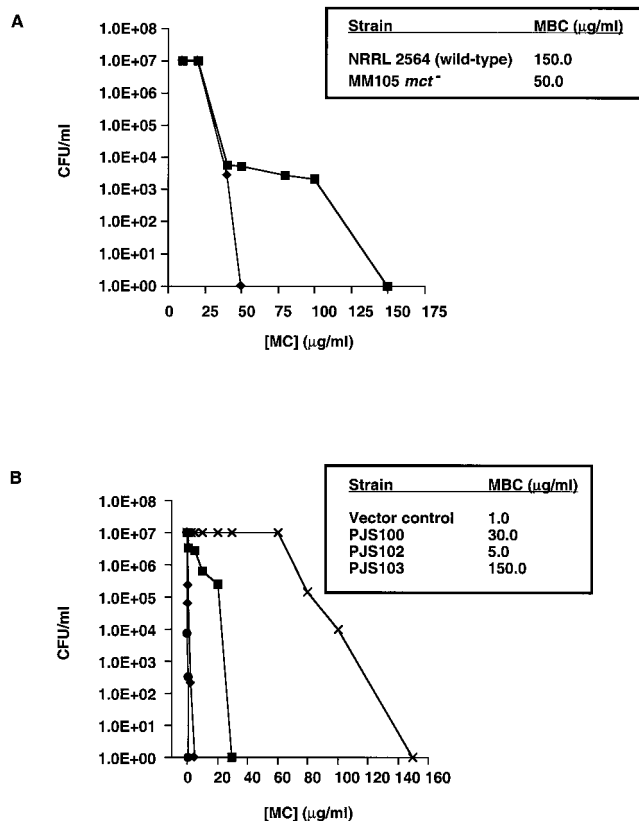 A
Strain MBC (μg/ml)
NRRL 2564 (wild-type) 150.0
MM105 mct- 50.0
1.0E+08
1.0E+07
1.0E+06
1.0E+05
1.0E+04
1.0E+03
1.0E+02
1.0E+01
1.0E+00
CFU/ml
0 25 50 75 100 125 150 175
[MC] (μg/ml)
B
Strain MBC (μg/ml)
Vector control 1.0
PJS100 30.0
PJS102 5.0
PJS103 150.0
1.0E+08
1.0E+07
1.0E+06
1.0E+05
1.0E+04
1.0E+03
1.0E+02
1.0E+01
1.0E+00
CFU/ml
0 20 40 60 80 100 120 140 160
[MC] (μg/ml)